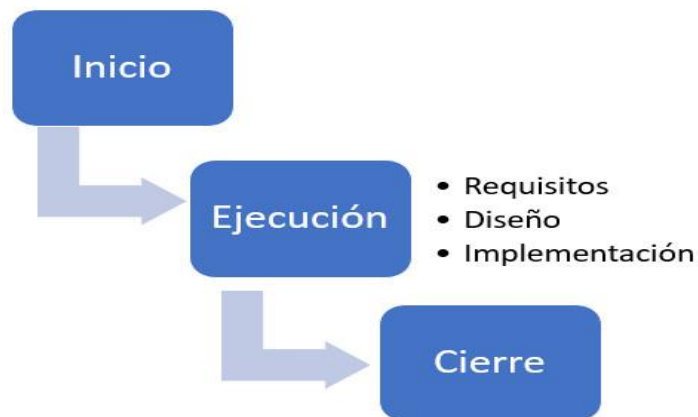 Inicio
Ejecución
• Requisitos
• Diseño
• Implementación
Cierre